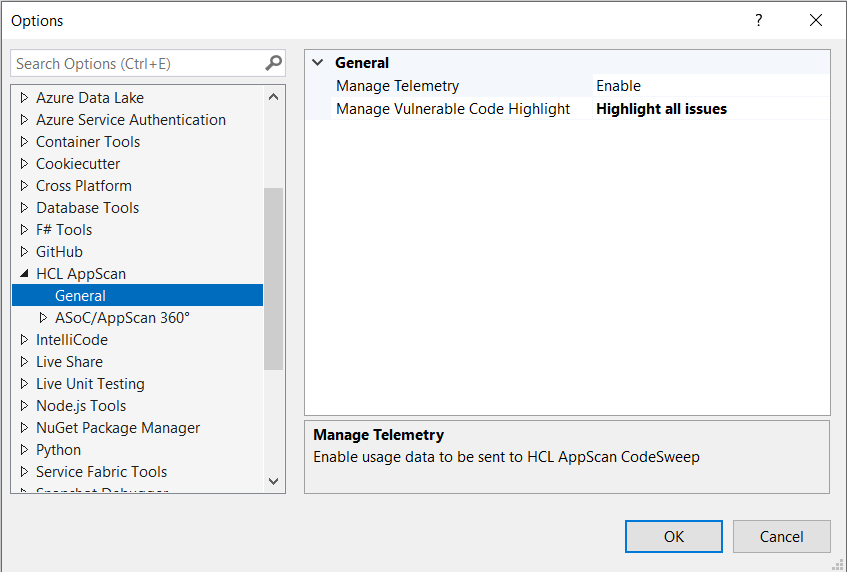 Options
?
Search Options (Ctrl+E)
Azure Data Lake
Azure Service Authentication
Container Tools
Cookiecutter
Cross Platform
Database Tools
F# Tools
GitHub
HCL AppScan
General
ASoC/AppScan 360°
IntelliCode
Live Share
Live Unit Testing
Node.js Tools
NuGet Package Manager
Python
Service Fabric Tools
Snapshot Debugger
General
Manage Telemetry Enable
Manage Vulnerable Code Highlight Highlight all issues
Manage Telemetry
Enable usage data to be sent to HCL AppScan CodeSweep
OK Cancel